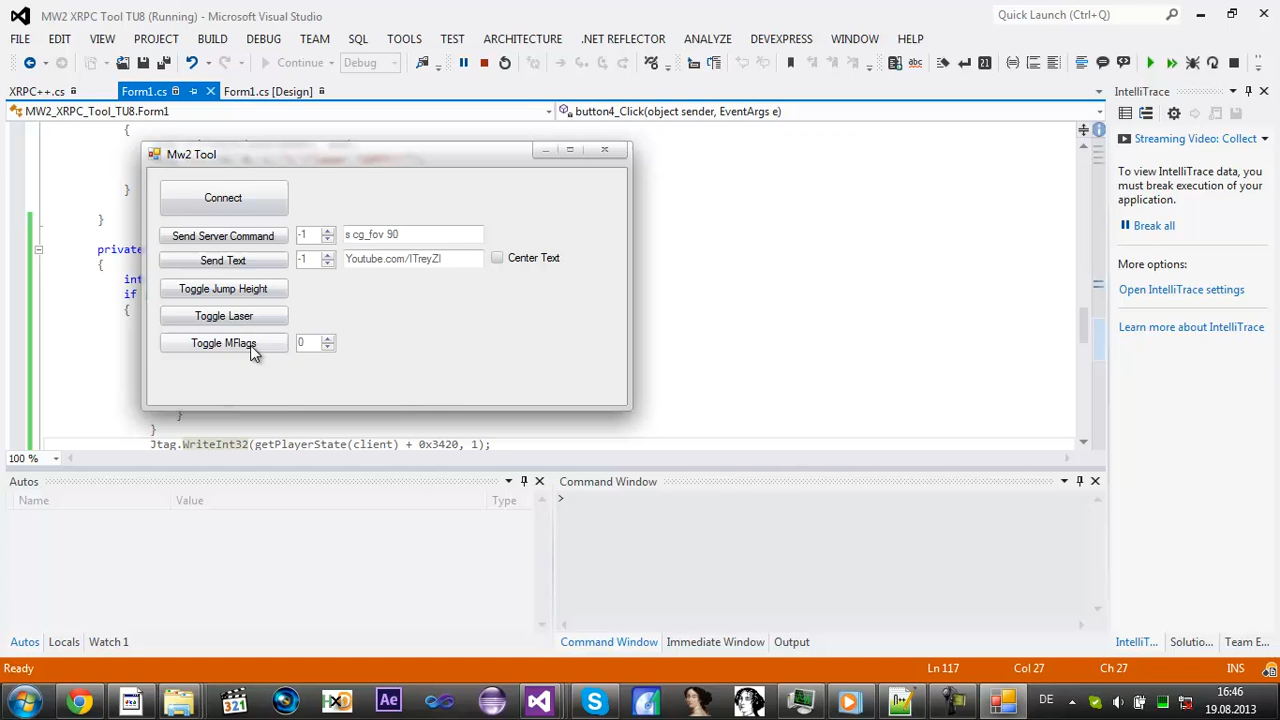 MW2 XRPC Tool TU8 (Running) - Microsoft Visual Studio
Quick Launch (Ctrl+Q)
FILE EDIT VIEW PROJECT BUILD DEBUG TEAM SQL TOOLS TEST ARCHITECTURE .NET REFLECTOR ANALYZE DEVEXPRESS WINDOW HELP
Continue Debug
XRPC++.cs Form1.cs Form1.cs [Design]
IntelliTrace
MW2_XRPC_Tool_TU8.Form1
button4_Click(object sender, EventArgs e)
{
Mw2 Tool
Streaming Video: Collect
}
To view IntelliTrace data, you
must break execution of your
application.
Connect
}
Break all
Send Server Command -1 s cg_fov 90
private
More options:
Send Text -1 Youtube.com/ITreyZI Center Text
{
int
Toggle Jump Height
Open IntelliTrace settings
if
{
Toggle Laser
Learn more about IntelliTrace
Toggle MFlags 0
}
}
Jtag.WriteInt32(getPlayerState(client) + 0x3420, 1);
100 %
Autos
Command Window
Name Value Type
>
Autos Locals Watch 1
Command Window Immediate Window Output
IntelliT... Solutio... Team E...
Ready
Ln 117 Col 27 Ch 27 INS
321
Ae
DE
16:46
19.08.2013